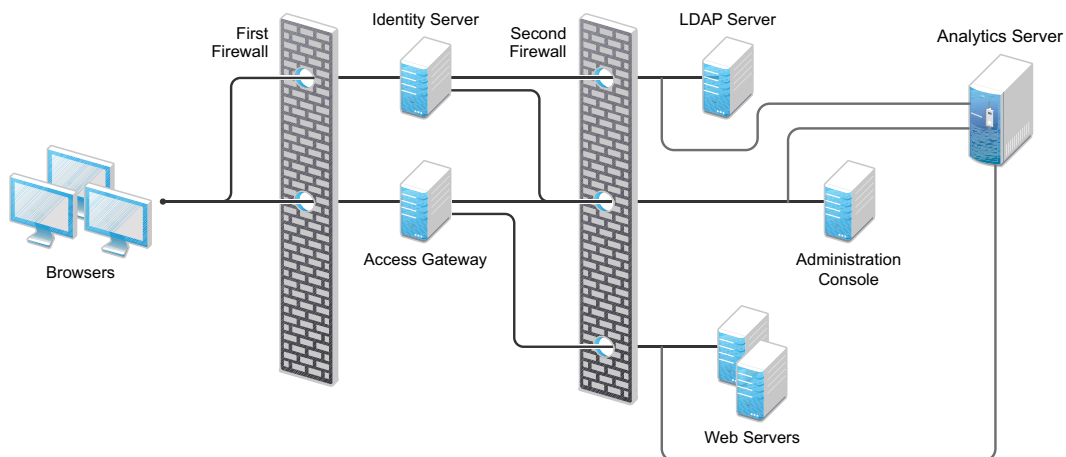 First
Firewall
Identity Server
Second
Firewall
LDAP Server
Analytics Server
Browsers
Access Gateway
Administration
Console
Web Servers